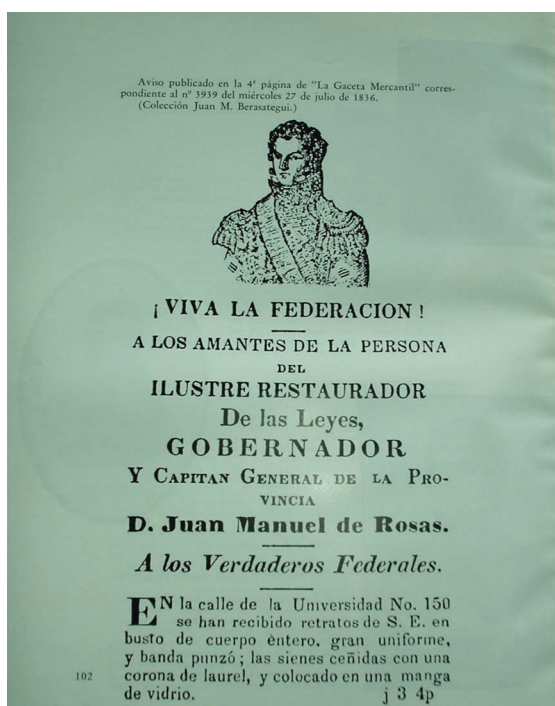 Aviso publicado en la 4ª página de "La Gaceta Mercantil" corres-
pondiente al nº 3939 del miércoles 27 de julio de 1836.
(Colección Juan M. Berasategui.)
¡ VIVA LA FEDERACION !
A LOS AMANTES DE LA PERSONA
DEL
ILUSTRE RESTAURADOR
De las Leyes,
GOBERNADOR
Y CAPITAN GENERAL DE LA PRO-
VINCIA
D. Juan Manuel de Rosas.
A los Verdaderos Federales.
EN la calle de la Universidad No. 150
se han recibido retratos de S. E. en
busto de cuerpo èntero, gran uniforme,
y banda punzó ; las sienes ceñidas con una
corona de laurel, y colocado en una manga
de vidrio. j 3 4p
102